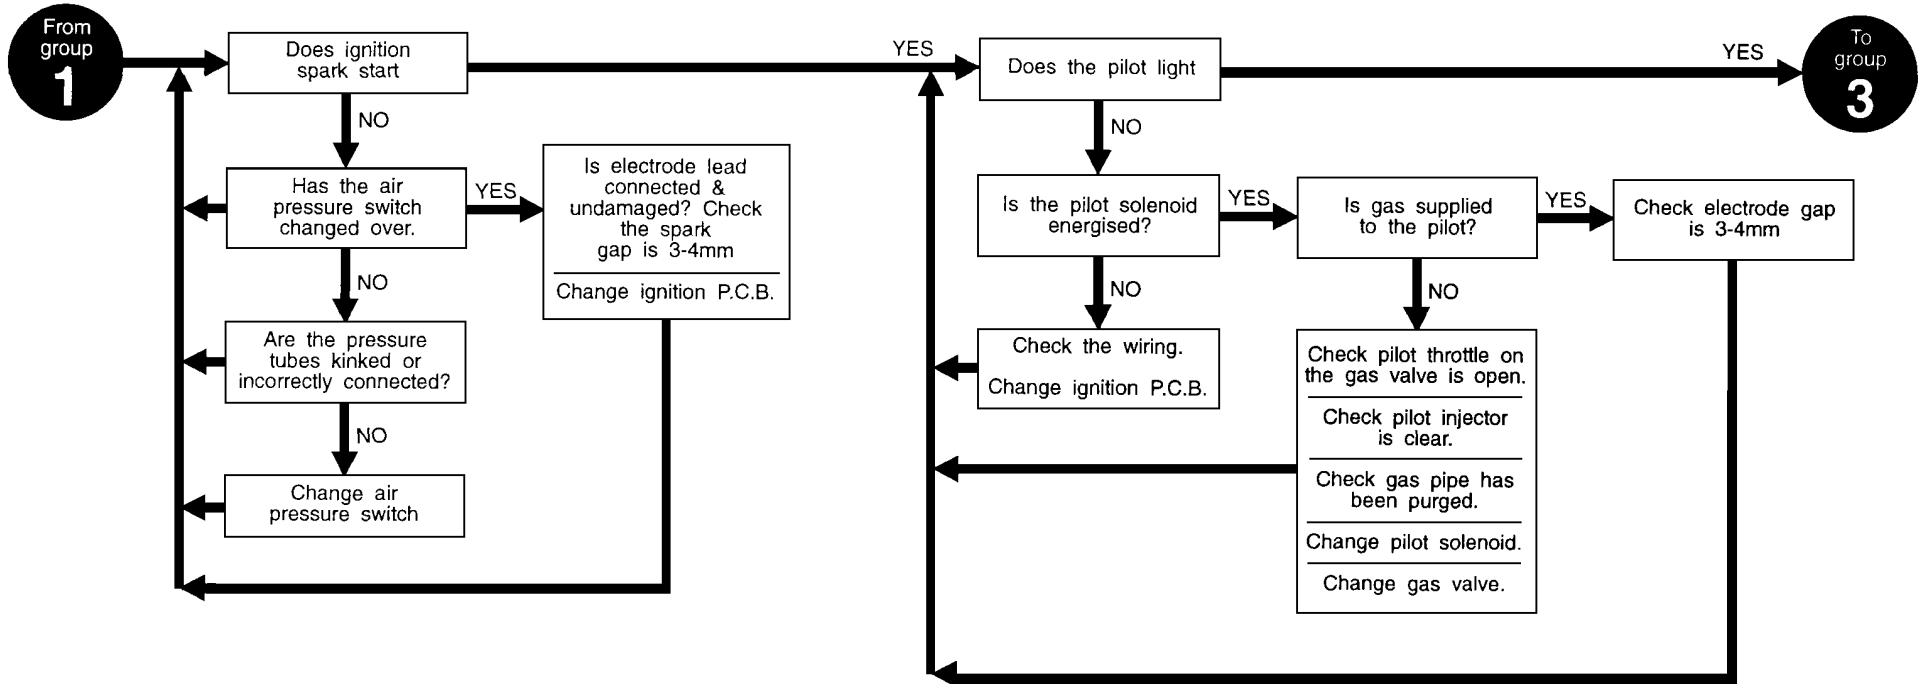 From
group
1
Does ignition
spark start
YES
Does the pilot light
YES
To
group
3
NO
NO
Has the air
pressure switch
changed over.
YES
Is electrode lead
connected &
undamaged? Check
the spark
gap is 3-4mm
Change ignition P.C.B.
Is the pilot solenoid
energised?
YES
Is gas supplied
to the pilot?
YES
Check electrode gap
is 3-4mm
NO
NO
NO
Are the pressure
tubes kinked or
incorrectly connected?
Check the wiring.
Change ignition P.C.B.
Check pilot throttle on
the gas valve is open.
Check pilot injector
is clear.
Check gas pipe has
been purged.
Change pilot solenoid.
Change gas valve.
NO
Change air
pressure switch